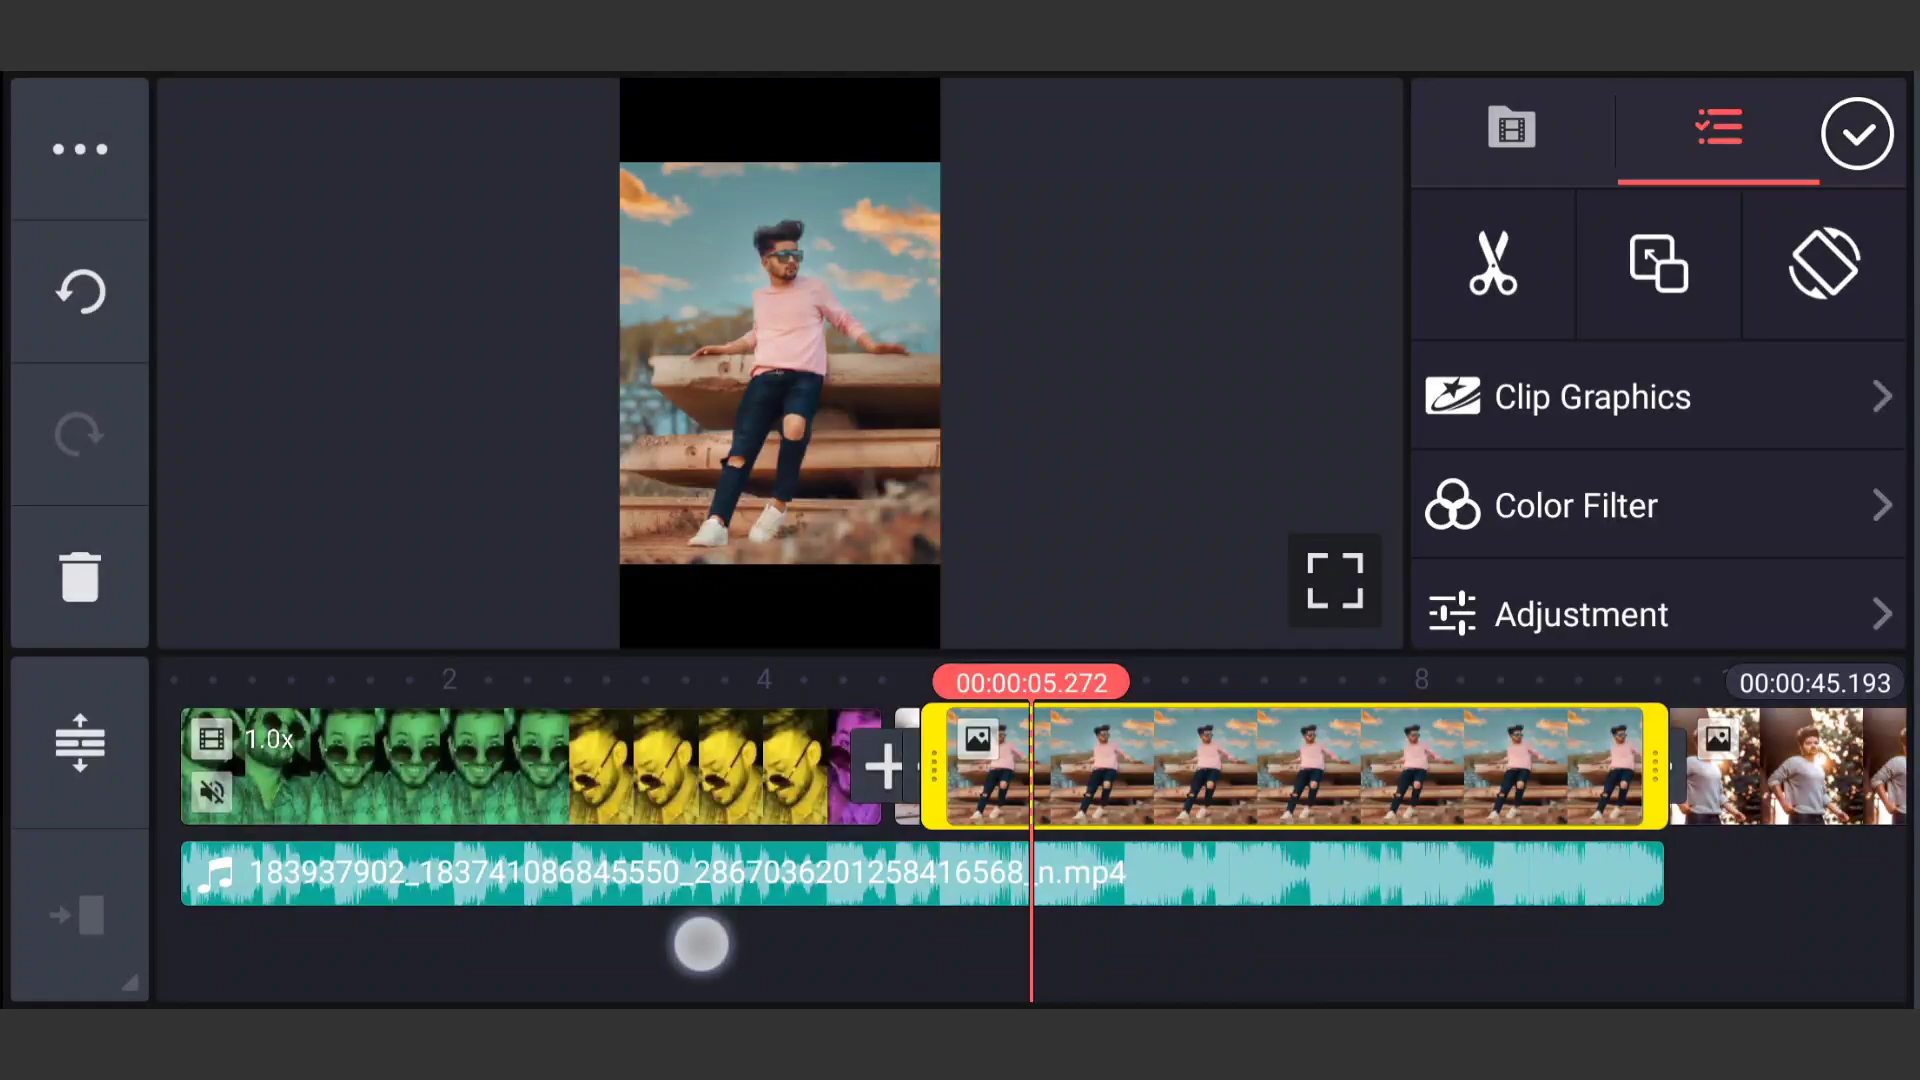 Clip Graphics
Color Filter
Adjustment
2
4
00:00:05.272
8
00:00:45.193
1.0x
183937902_183741086845550_2867036201258416568_n.mp4